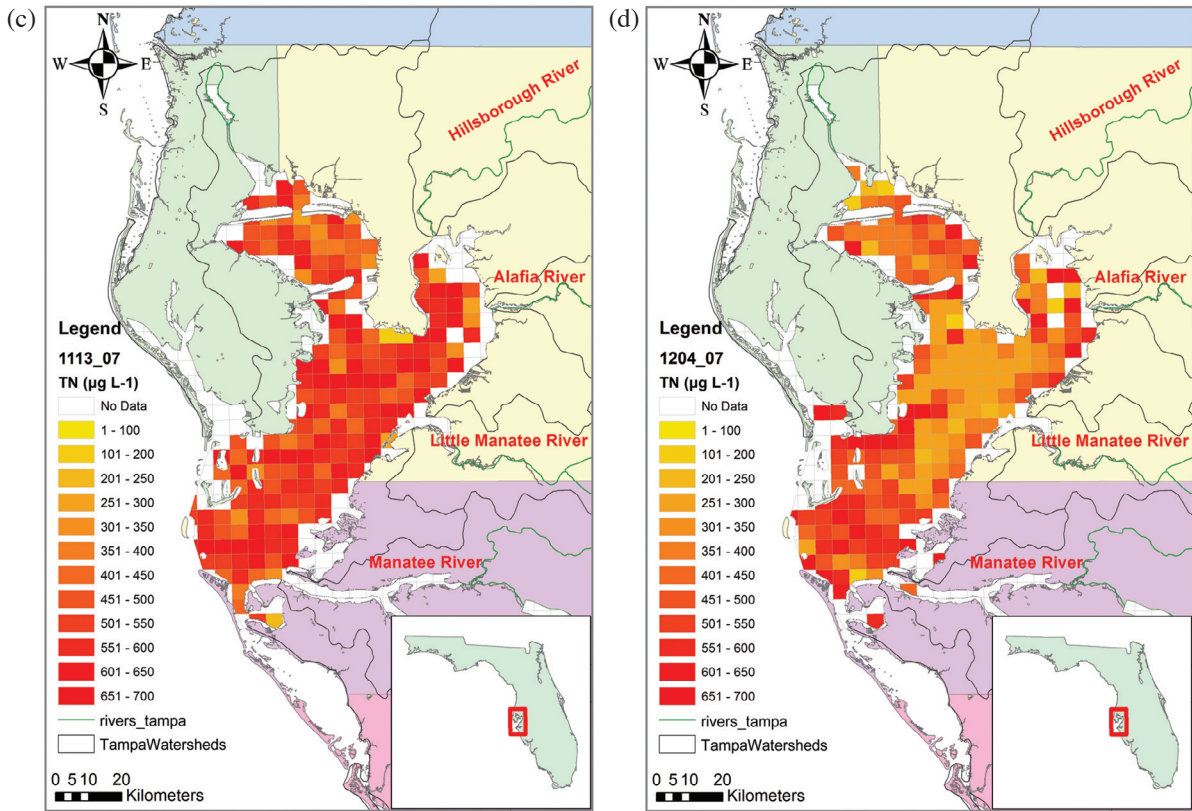 (c)
N
W E
S
Hillsborough River
Alafia River
Little Manatee River
Manatee River
Legend
1113_07
TN (µg L-1)
No Data
1 - 100
101 - 200
201 - 250
251 - 300
301 - 350
351 - 400
401 - 450
451 - 500
501 - 550
551 - 600
601 - 650
651 - 700
rivers_tampa
TampaWatersheds
0 5 10 20
Kilometers
(d)
N
W E
S
Hillsborough River
Alafia River
Little Manatee River
Manatee River
Legend
1204_07
TN (µg L-1)
No Data
1 - 100
101 - 200
201 - 250
251 - 300
301 - 350
351 - 400
401 - 450
451 - 500
501 - 550
551 - 600
601 - 650
651 - 700
rivers_tampa
TampaWatersheds
0 5 10 20
Kilometers